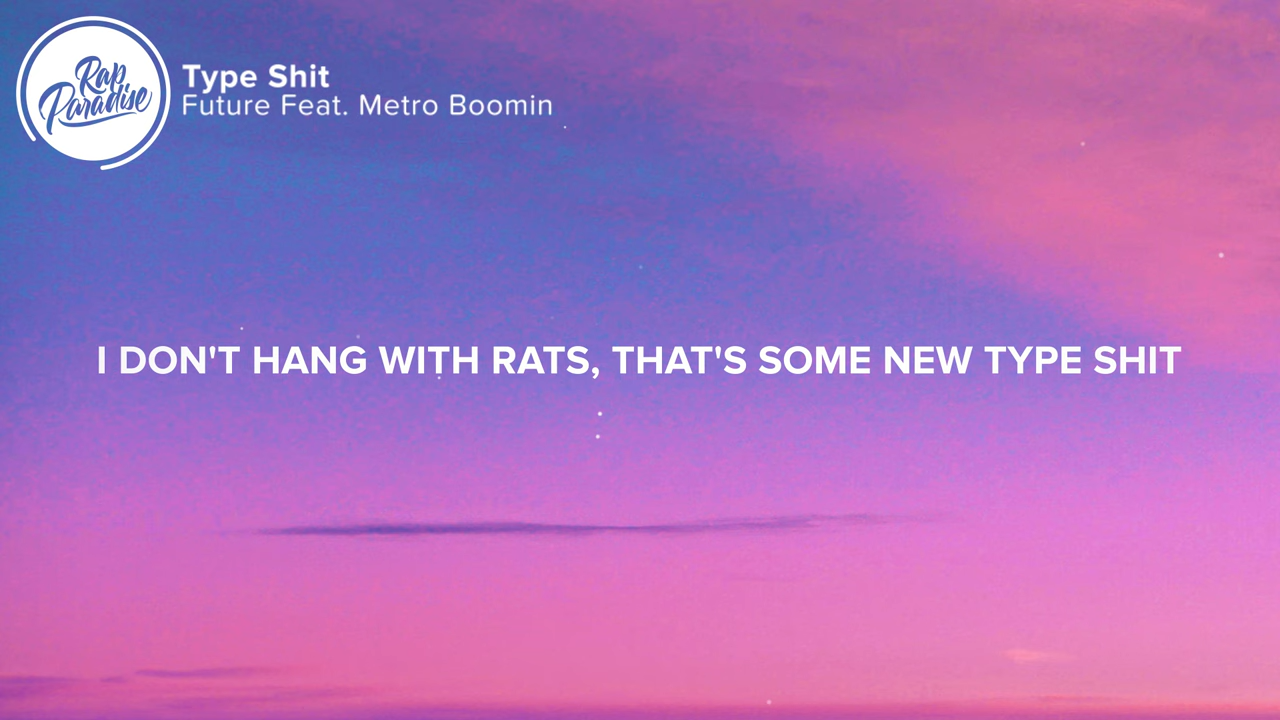 Rap
Paradise
Type Shit
Future Feat. Metro Boomin
I DON'T HANG WITH RATS, THAT'S SOME NEW TYPE SHIT